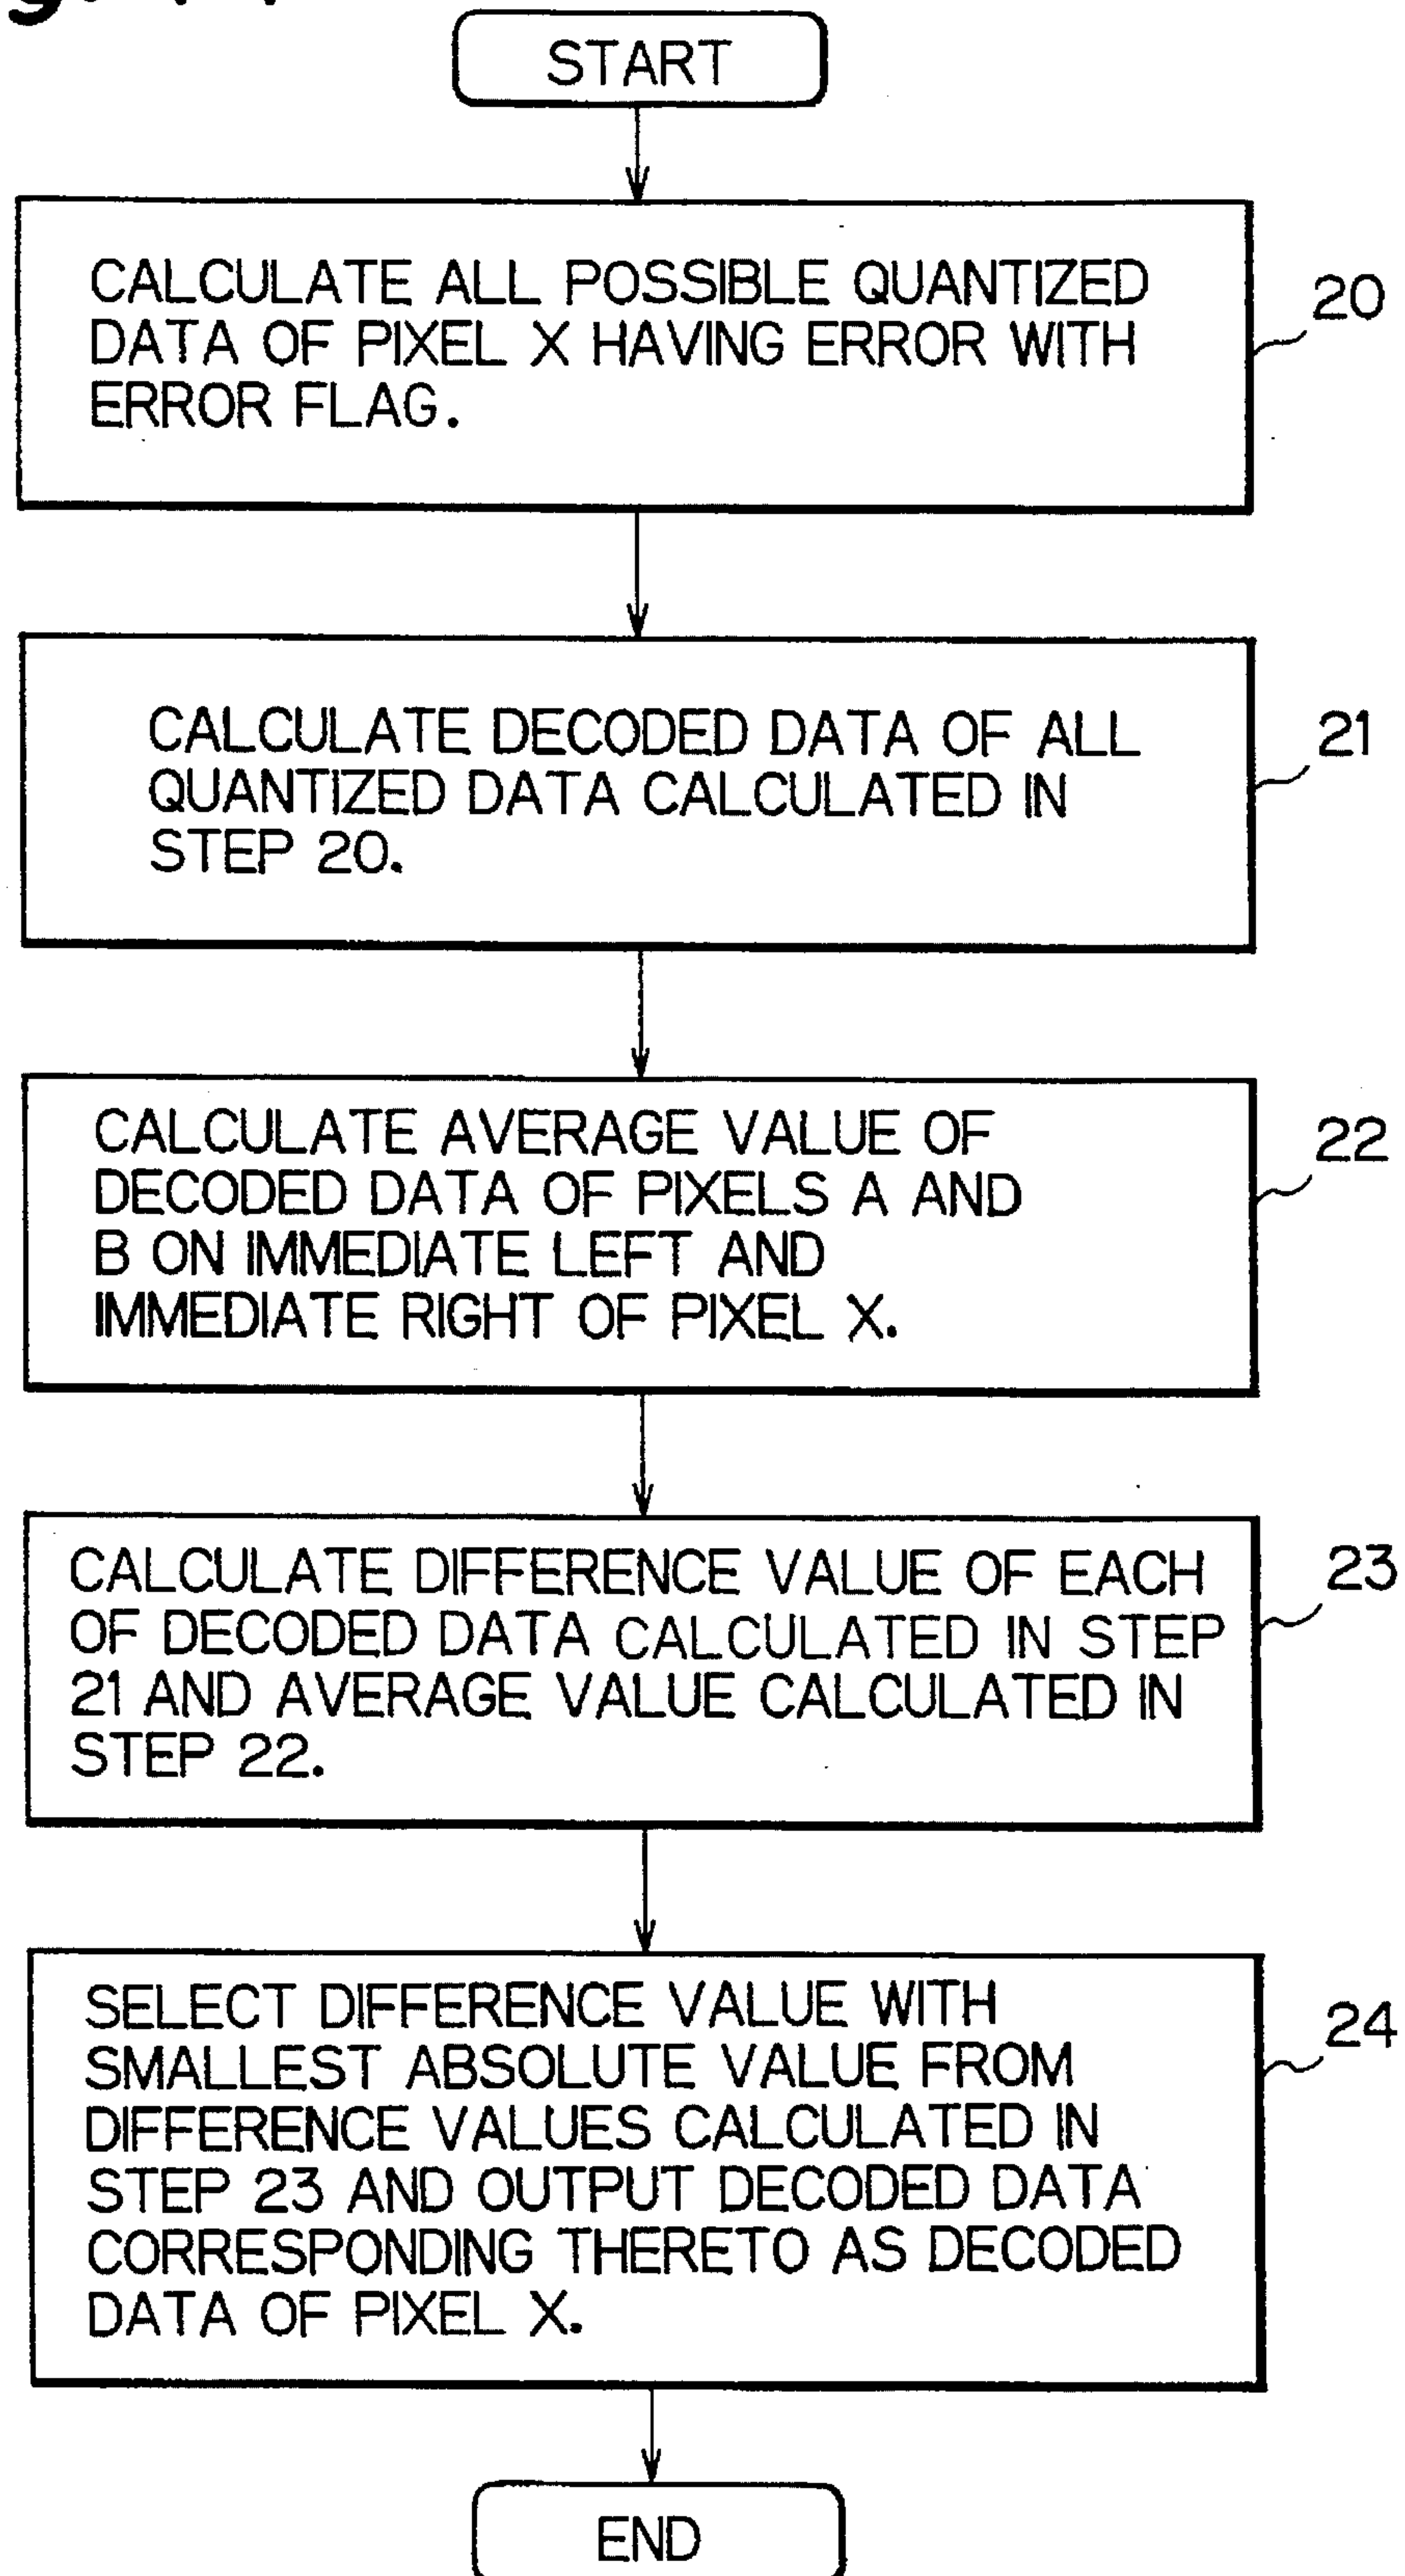 START
CALCULATE ALL POSSIBLE QUANTIZED
DATA OF PIXEL X HAVING ERROR WITH
ERROR FLAG.
20
CALCULATE DECODED DATA OF ALL
QUANTIZED DATA CALCULATED IN
STEP 20.
21
CALCULATE AVERAGE VALUE OF
DECODED DATA OF PIXELS A AND
B ON IMMEDIATE LEFT AND
IMMEDIATE RIGHT OF PIXEL X.
22
CALCULATE DIFFERENCE VALUE OF EACH
OF DECODED DATA CALCULATED IN STEP
21 AND AVERAGE VALUE CALCULATED IN
STEP 22.
23
SELECT DIFFERENCE VALUE WITH
SMALLEST ABSOLUTE VALUE FROM
DIFFERENCE VALUES CALCULATED IN
STEP 23 AND OUTPUT DECODED DATA
CORRESPONDING THERETO AS DECODED
DATA OF PIXEL X.
24
END